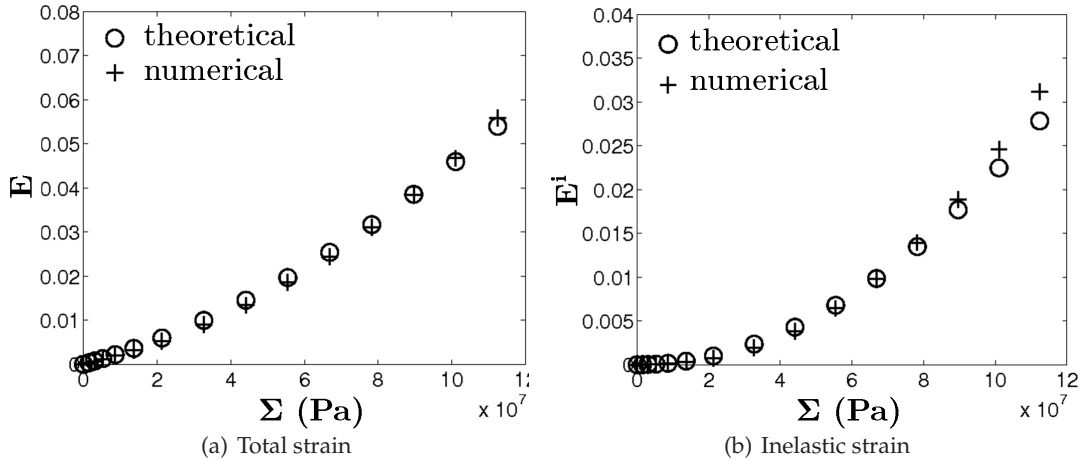 0.08
0.07
0.06
0.05
0.04
0.03
0.02
0.01
0
E
○ theoretical
+ numerical
0 2 4 6 8 10 12
x 10^7
Σ (Pa)
(a) Total strain
0.04
0.035
0.03
0.025
0.02
0.015
0.01
0.005
0
E^i
○ theoretical
+ numerical
0 2 4 6 8 10 12
x 10^7
Σ (Pa)
(b) Inelastic strain